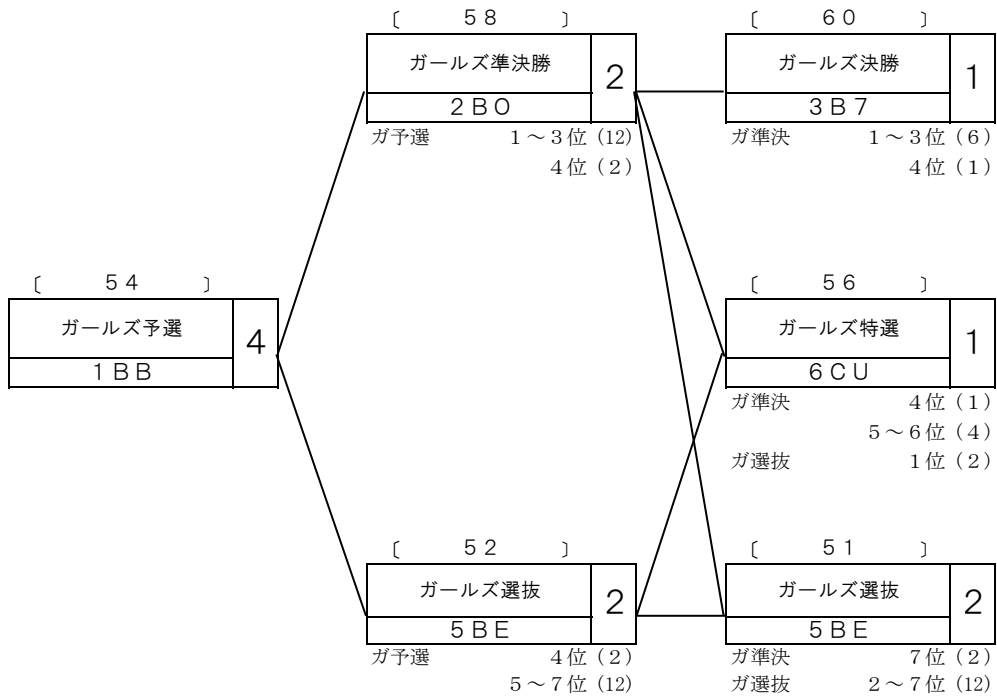 〔 ５８ 〕
ガールズ準決勝 ２
２Ｂ０
ガ予選 １～３位 (12)
４位（２）
〔 ６０ 〕
ガールズ決勝 １
３Ｂ７
ガ準決 １～３位（６）
４位（１）
〔 ５４ 〕
ガールズ予選 ４
１ＢＢ
〔 ５６ 〕
ガールズ特選 １
６ＣＵ
ガ準決 ４位（１）
５～６位（４）
ガ選抜 １位（２）
〔 ５２ 〕
ガールズ選抜 ２
５ＢＥ
ガ予選 ４位（２）
５～７位 (12)
〔 ５１ 〕
ガールズ選抜 ２
５ＢＥ
ガ準決 ７位（２）
ガ選抜 ２～７位 (12)